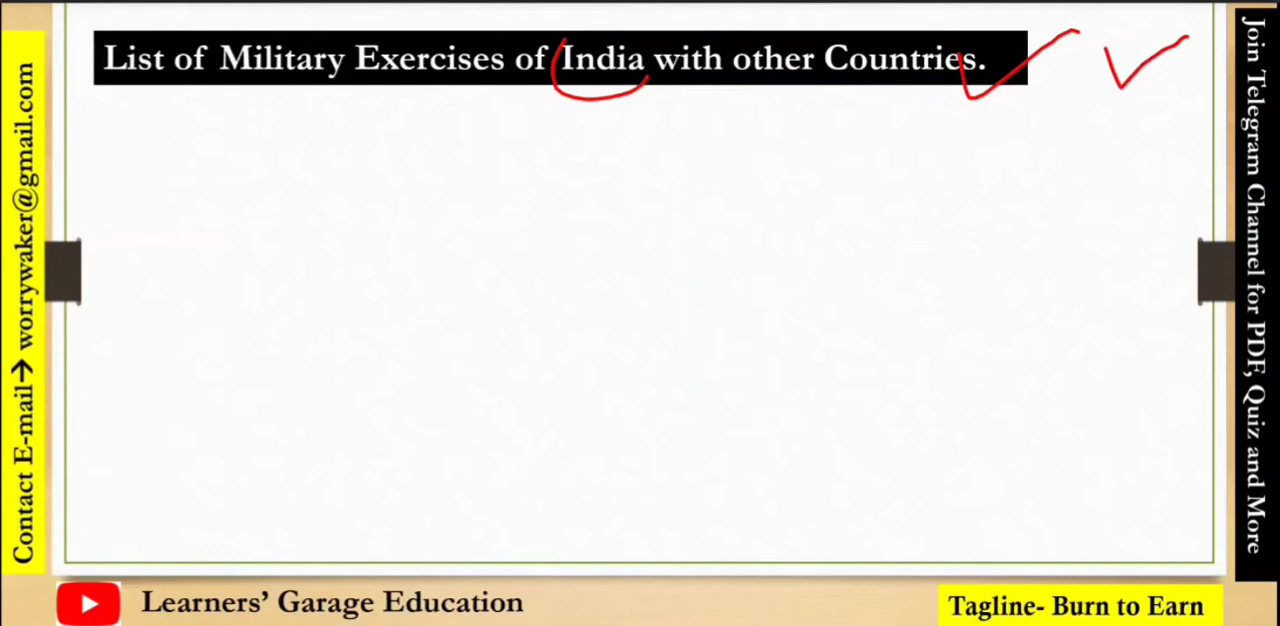 List of Military Exercises of India with other Countries.
Contact E-mail→ worrywaker@gmail.com
Join Telegram Channel for PDF, Quiz and More
Learners’ Garage Education
Tagline- Burn to Earn